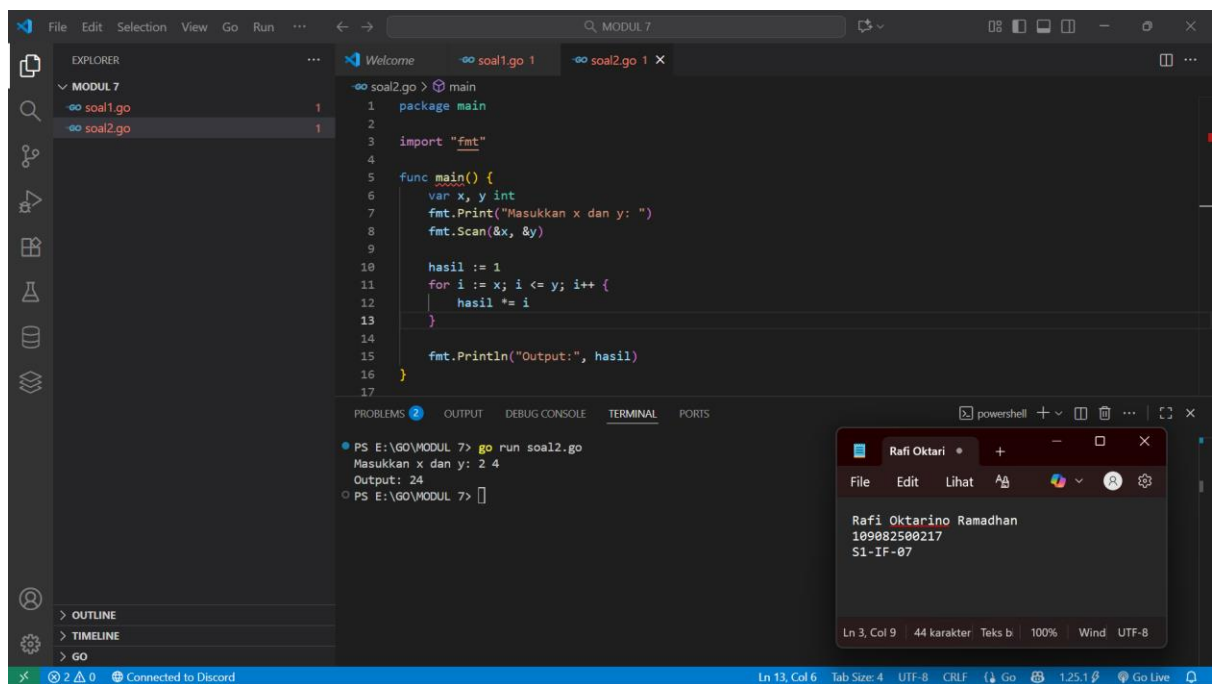 File Edit Selection View Go Run ··· MODUL 7
EXPLORER ···
MODUL 7
soal1.go 1
soal2.go 1
Welcome soal1.go 1 soal2.go 1
soal2.go > main
1 package main
2
3 import "fmt"
4
5 func main() {
6 var x, y int
7 fmt.Print("Masukkan x dan y: ")
8 fmt.Scan(&x, &y)
9
10 hasil := 1
11 for i := x; i <= y; i++ {
12 hasil *= i
13 }
14
15 fmt.Println("Output:", hasil)
16 }
17
PROBLEMS 2 OUTPUT DEBUG CONSOLE TERMINAL PORTS powershell
PS E:\GO\MODUL 7> go run soal2.go
Masukkan x dan y: 2 4
Output: 24
PS E:\GO\MODUL 7>
Rafi Oktari
File Edit Lihat
Rafi Oktarino Ramadhan
109082500217
S1-IF-07
Ln 3, Col 9 44 karakter Teks bi 100% Wind UTF-8
> OUTLINE
> TIMELINE
> GO
2 0 Connected to Discord Ln 13, Col 6 Tab Size: 4 UTF-8 CRLF Go 1.25.1 Go Live